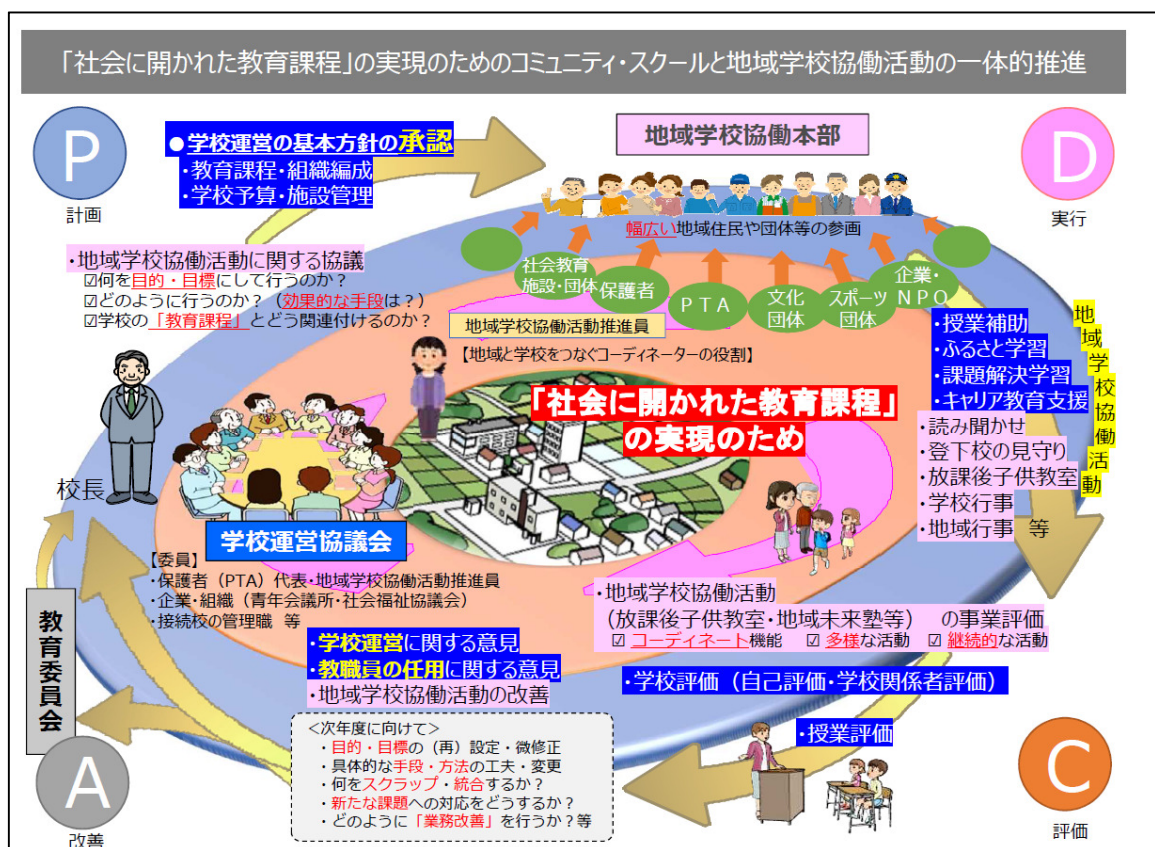 「社会に開かれた教育課程」の実現のためのコミュニティ・スクールと地域学校協働活動の一体的推進
P
計画
●学校運営の基本方針の承認
・教育課程・組織編成
・学校予算・施設管理
地域学校協働本部
D
実行
幅広い地域住民や団体等の参画
・地域学校協働活動に関する協議
☑何を目的・目標にして行うのか？
☑どのように行うのか？（効果的な手段は？）
☑学校の「教育課程」とどう関連付けるのか？
社会教育
施設・団体
保護者
PTA
文化
団体
スポーツ
団体
企業・
NPO
地域学校協働活動推進員
【地域と学校をつなぐコーディネーターの役割】
地域学校協働活動
・授業補助
・ふるさと学習
・課題解決学習
・キャリア教育支援
・読み聞かせ
・登下校の見守り
・放課後子供教室
・学校行事
・地域行事 等
「社会に開かれた教育課程」
の実現のため
校長
学校運営協議会
【委員】
・保護者（PTA）代表・地域学校協働活動推進員
・企業・組織（青年会議所・社会福祉協議会）
・接続校の管理職 等
教育委員会
・地域学校協働活動
（放課後子供教室・地域未来塾等） の事業評価
☑ コーディネート機能 ☑ 多様な活動 ☑ 継続的な活動
・学校評価（自己評価・学校関係者評価）
・授業評価
C
評価
・学校運営に関する意見
・教職員の任用に関する意見
・地域学校協働活動の改善
＜次年度に向けて＞
・目的・目標の（再）設定・微修正
・具体的な手段・方法の工夫・変更
・何をスクラップ・統合するか？
・新たな課題への対応をどうするか？
・どのように「業務改善」を行うか？等
A
改善